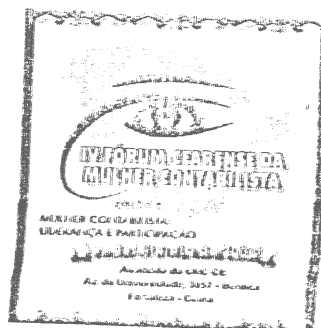 IV FÓRUM CEARENSE DA
MULHER CONTABILISTA
MULHER CONTABILISTA:
LIDERANÇA E PARTICIPAÇÃO
Auditório do CRC-CE
Av. da Universidade, 3057 - Benfica
Fortaleza - Ceará